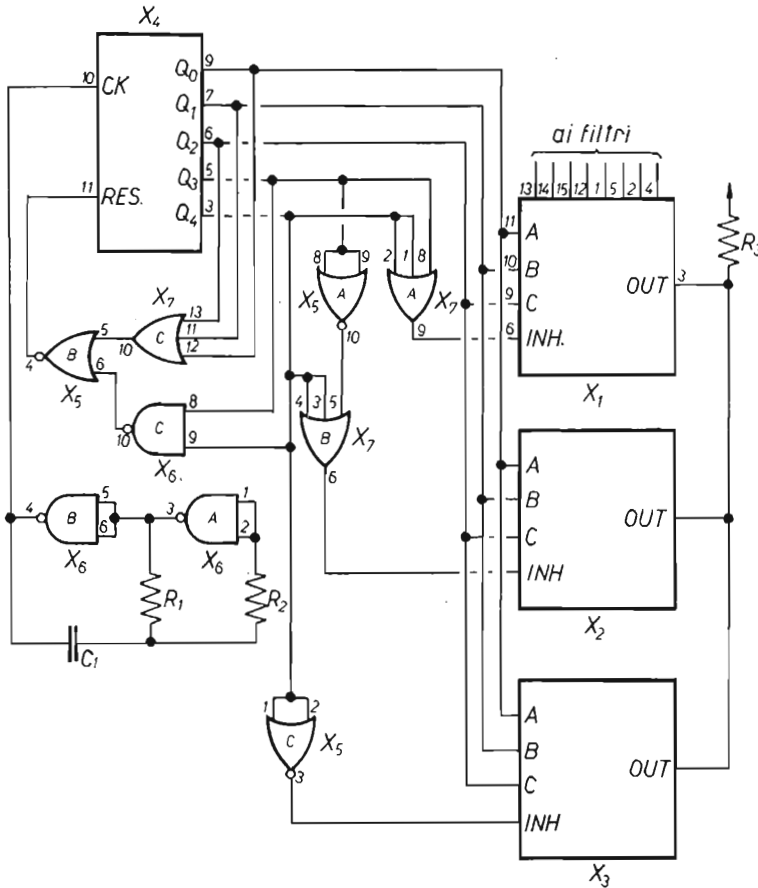 X4
10 CK
Q0 9
Q1 7
Q2 6
Q3 5
Q4 3
11 RES.
ai filtri
13 14 15 12 1 5 2 4
11 A
10 B
9 C
6 INH.
OUT 3
X1
R3
8 9
A
X5
10
2 1 8
A
X7
9
X7
13
11
12
C
10
5
6
B
4
X5
8
9
C
10
X6.
4 3 5
B
X7
6
4
B
5
6
X6
3
A
1
2
X6
R1
R2
C1
A
B
C
INH
OUT
X2
1 2
C
X5
3
A
B
C
INH
OUT
X3